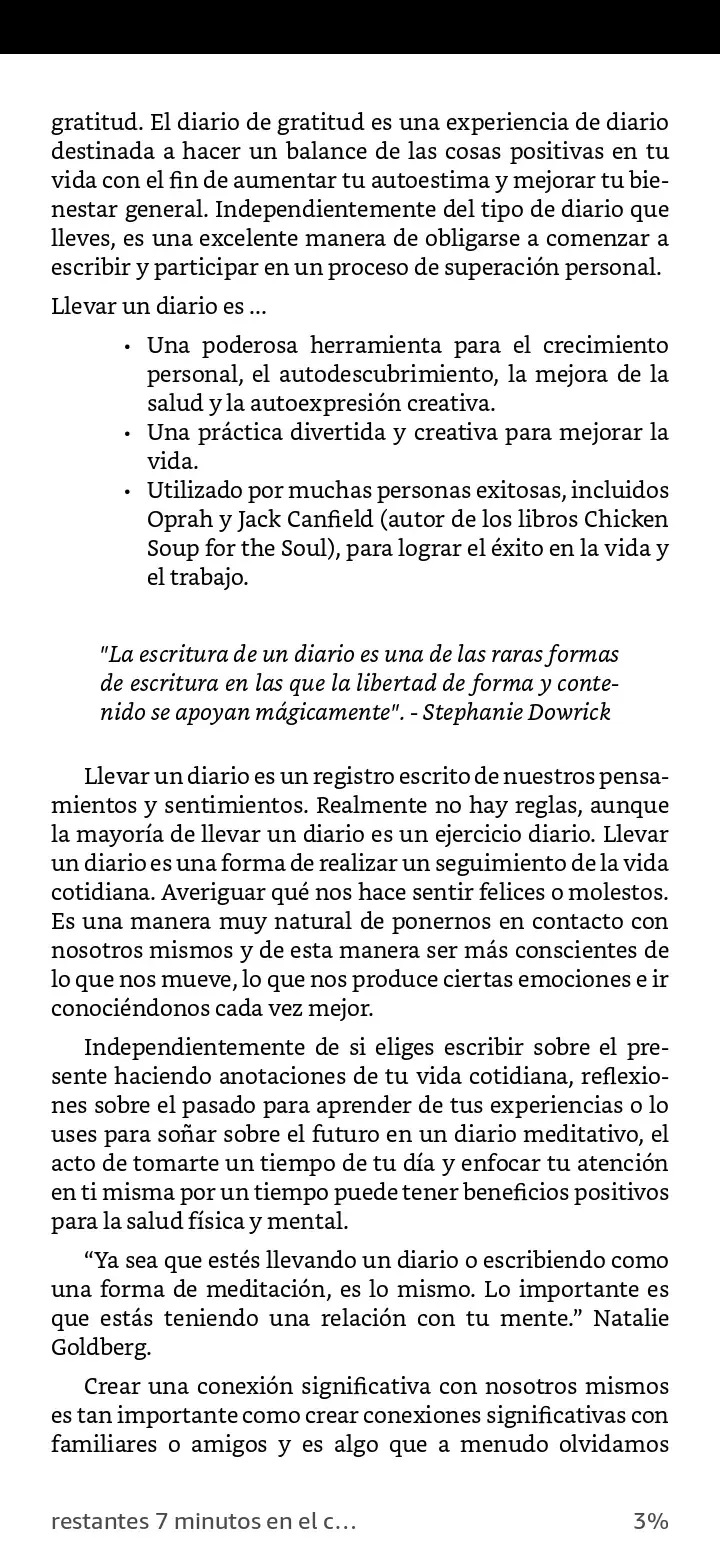 gratitud. El diario de gratitud es una experiencia de diario
destinada a hacer un balance de las cosas positivas en tu
vida con el fin de aumentar tu autoestima y mejorar tu bie-
nestar general. Independientemente del tipo de diario que
lleves, es una excelente manera de obligarse a comenzar a
escribir y participar en un proceso de superación personal.
Llevar un diario es ...
• Una poderosa herramienta para el crecimiento
personal, el autodescubrimiento, la mejora de la
salud y la autoexpresión creativa.
• Una práctica divertida y creativa para mejorar la
vida.
• Utilizado por muchas personas exitosas, incluidos
Oprah y Jack Canfield (autor de los libros Chicken
Soup for the Soul), para lograr el éxito en la vida y
el trabajo.
"La escritura de un diario es una de las raras formas
de escritura en las que la libertad de forma y conte-
nido se apoyan mágicamente". - Stephanie Dowrick
Llevar un diario es un registro escrito de nuestros pensa-
mientos y sentimientos. Realmente no hay reglas, aunque
la mayoría de llevar un diario es un ejercicio diario. Llevar
un diario es una forma de realizar un seguimiento de la vida
cotidiana. Averiguar qué nos hace sentir felices o molestos.
Es una manera muy natural de ponernos en contacto con
nosotros mismos y de esta manera ser más conscientes de
lo que nos mueve, lo que nos produce ciertas emociones e ir
conociéndonos cada vez mejor.
Independientemente de si eliges escribir sobre el pre-
sente haciendo anotaciones de tu vida cotidiana, reflexio-
nes sobre el pasado para aprender de tus experiencias o lo
uses para soñar sobre el futuro en un diario meditativo, el
acto de tomarte un tiempo de tu día y enfocar tu atención
en ti misma por un tiempo puede tener beneficios positivos
para la salud física y mental.
“Ya sea que estés llevando un diario o escribiendo como
una forma de meditación, es lo mismo. Lo importante es
que estás teniendo una relación con tu mente.” Natalie
Goldberg.
Crear una conexión significativa con nosotros mismos
es tan importante como crear conexiones significativas con
familiares o amigos y es algo que a menudo olvidamos
restantes 7 minutos en el c... 3%